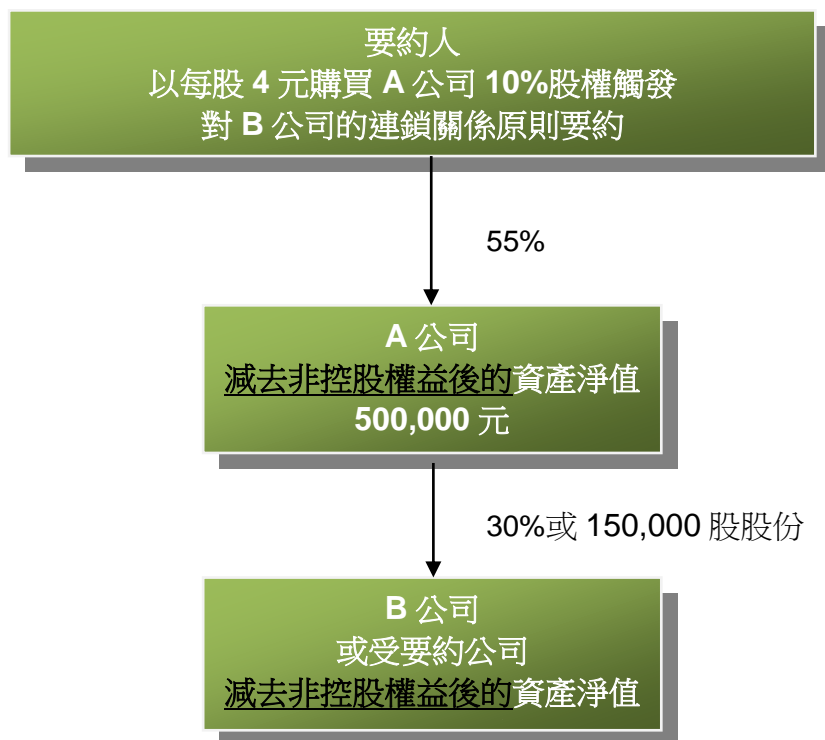 要約人
以每股 4 元購買 A 公司 10%股權觸發
對 B 公司的連鎖關係原則要約
55%
A 公司
減去非控股權益後的資產淨值
500,000 元
30%或 150,000 股股份
B 公司
或受要約公司
減去非控股權益後的資產淨值